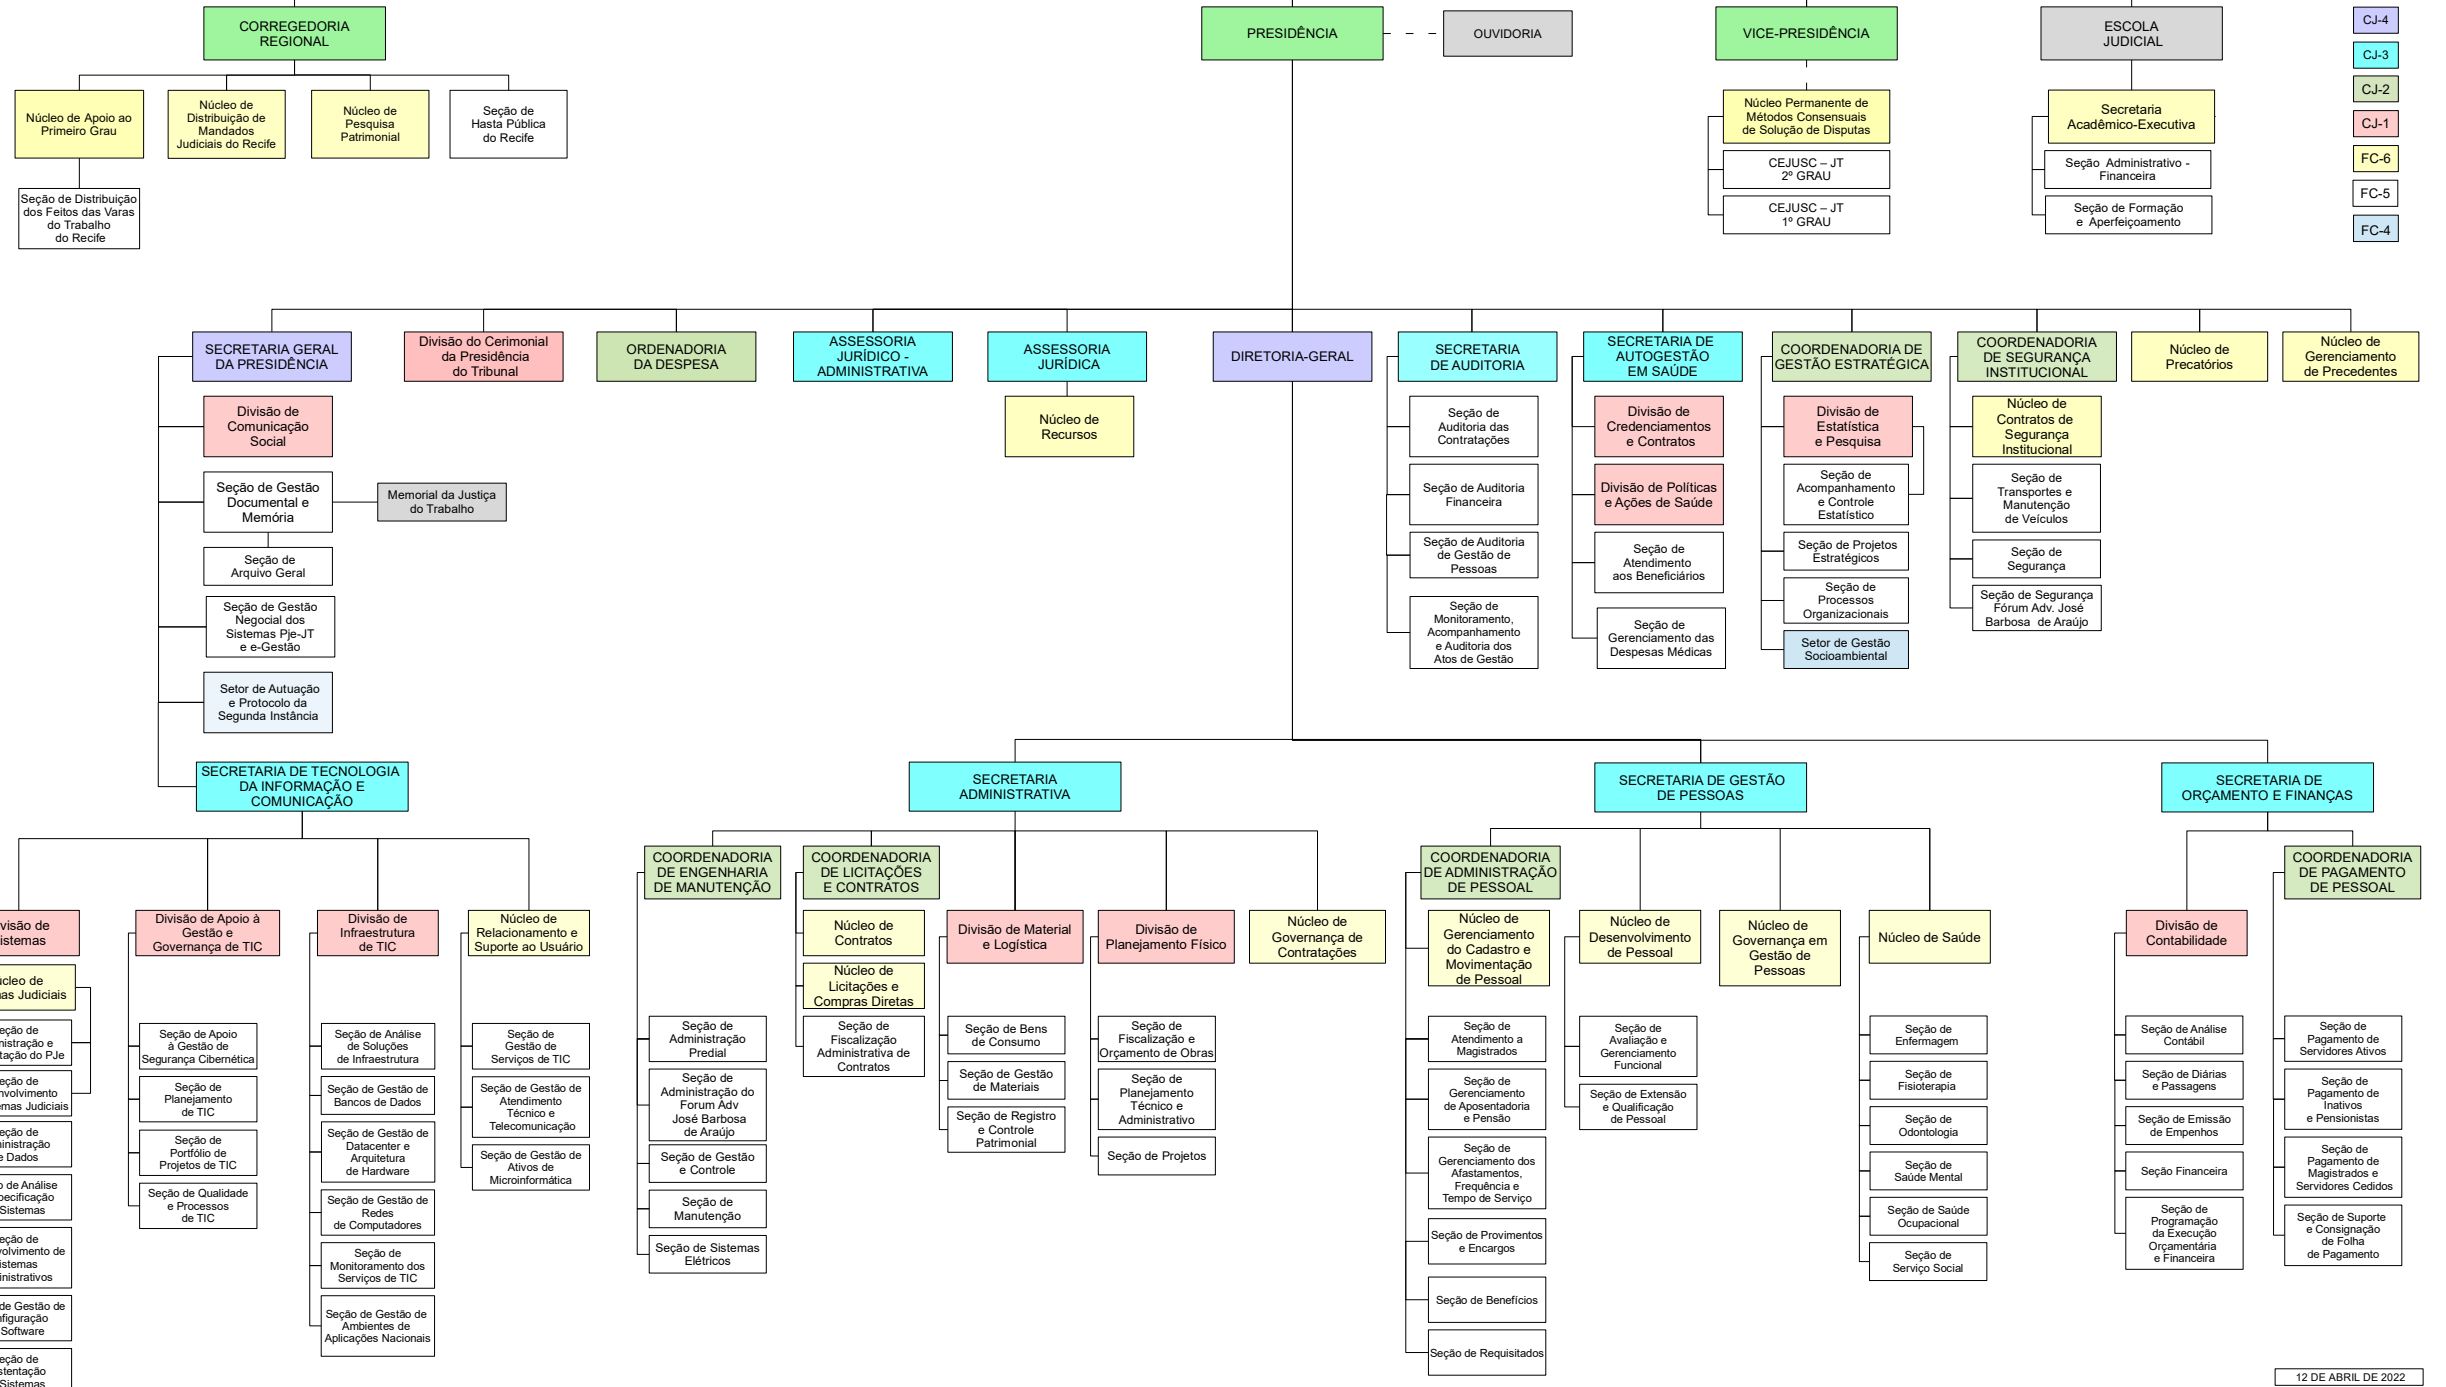 CORREGEDORIA
REGIONAL
PRESIDÊNCIA
OUVIDORIA
VICE-PRESIDÊNCIA
ESCOLA
JUDICIAL
CJ-4
CJ-3
CJ-2
CJ-1
FC-6
FC-5
FC-4
Núcleo de Apoio ao
Primeiro Grau
Núcleo de
Distribuição de
Mandados
Judiciais do Recife
Núcleo de
Pesquisa
Patrimonial
Seção de
Hasta Pública
do Recife
Seção de Distribuição
dos Feitos das Varas
do Trabalho
do Recife
Núcleo Permanente de
Métodos Consensuais
de Solução de Disputas
CEJUSC – JT
2º GRAU
CEJUSC – JT
1º GRAU
Secretaria
Acadêmico-Executiva
Seção Administrativo -
Financeira
Seção de Formação
e Aperfeiçoamento
SECRETARIA GERAL
DA PRESIDÊNCIA
Divisão do Cerimonial
da Presidência
do Tribunal
ORDENADORIA
DA DESPESA
ASSESSORIA
JURÍDICO -
ADMINISTRATIVA
ASSESSORIA
JURÍDICA
DIRETORIA-GERAL
SECRETARIA
DE AUDITORIA
SECRETARIA DE
AUTOGESTÃO
EM SAÚDE
COORDENADORIA DE
GESTÃO ESTRATÉGICA
COORDENADORIA
DE SEGURANÇA
INSTITUCIONAL
Núcleo de
Precatórios
Núcleo de
Gerenciamento
de Precedentes
Divisão de
Comunicação
Social
Seção de Gestão
Documental e
Memória
Memorial da Justiça
do Trabalho
Seção de
Arquivo Geral
Seção de Gestão
Negocial dos
Sistemas Pje-JT
e e-Gestão
Setor de Autuação
e Protocolo da
Segunda Instância
Núcleo de
Recursos
Seção de
Auditoria das
Contratações
Seção de Auditoria
Financeira
Seção de Auditoria
de Gestão de
Pessoas
Seção de
Monitoramento,
Acompanhamento
e Auditoria dos
Atos de Gestão
Divisão de
Credenciamentos
e Contratos
Divisão de Políticas
e Ações de Saúde
Seção de
Atendimento
aos Beneficiários
Seção de
Gerenciamento das
Despesas Médicas
Divisão de
Estatística
e Pesquisa
Seção de
Acompanhamento
e Controle
Estatístico
Seção de Projetos
Estratégicos
Seção de
Processos
Organizacionais
Setor de Gestão
Socioambiental
Núcleo de
Contratos de
Segurança
Institucional
Seção de
Transportes e
Manutenção
de Veículos
Seção de
Segurança
Seção de Segurança
Fórum Adv. José
Barbosa de Araújo
SECRETARIA DE TECNOLOGIA
DA INFORMAÇÃO E
COMUNICAÇÃO
SECRETARIA
ADMINISTRATIVA
SECRETARIA DE GESTÃO
DE PESSOAS
SECRETARIA DE
ORÇAMENTO E FINANÇAS
Divisão de Apoio à
Gestão e
Governança de TIC
Seção de Apoio
à Gestão de
Segurança Cibernética
Seção de
Planejamento
de TIC
Seção de
Portfólio de
Projetos de TIC
Seção de Qualidade
e Processos
de TIC
Divisão de
Infraestrutura
de TIC
Seção de Análise
de Soluções
de Infraestrutura
Seção de Gestão de
Bancos de Dados
Seção de Gestão de
Datacenter e
Arquitetura
de Hardware
Seção de Gestão de
Redes
de Computadores
Seção de
Monitoramento dos
Serviços de TIC
Seção de Gestão de
Ambientes de
Aplicações Nacionais
Núcleo de
Relacionamento e
Suporte ao Usuário
Seção de
Gestão de
Serviços de TIC
Seção de Gestão de
Atendimento
Técnico e
Telecomunicação
Seção de Gestão de
Ativos de
Microinformática
COORDENADORIA
DE ENGENHARIA
DE MANUTENÇÃO
Seção de
Administração
Predial
Seção de
Administração do
Forum Adv
José Barbosa
de Araújo
Seção de Gestão
e Controle
Seção de
Manutenção
Seção de Sistemas
Elétricos
COORDENADORIA
DE LICITAÇÕES
E CONTRATOS
Núcleo de
Contratos
Núcleo de
Licitações e
Compras Diretas
Seção de
Fiscalização
Administrativa de
Contratos
Divisão de Material
e Logística
Seção de Bens
de Consumo
Seção de Gestão
de Materiais
Seção de Registro
e Controle
Patrimonial
Divisão de
Planejamento Físico
Seção de
Fiscalização e
Orçamento de Obras
Seção de
Planejamento
Técnico e
Administrativo
Seção de Projetos
Núcleo de
Governança de
Contratações
COORDENADORIA
DE ADMINISTRAÇÃO
DE PESSOAL
Núcleo de
Gerenciamento
do Cadastro e
Movimentação
de Pessoal
Seção de
Atendimento a
Magistrados
Seção de
Gerenciamento
de Aposentadoria
e Pensão
Seção de
Gerenciamento dos
Afastamentos,
Frequência e
Tempo de Serviço
Seção de Provimentos
e Encargos
Seção de Benefícios
Seção de Requisitados
Núcleo de
Desenvolvimento
de Pessoal
Seção de
Avaliação e
Gerenciamento
Funcional
Seção de Extensão
e Qualificação
de Pessoal
Núcleo de
Governança em
Gestão de
Pessoas
Núcleo de Saúde
Seção de
Enfermagem
Seção de
Fisioterapia
Seção de
Odontologia
Seção de
Saúde Mental
Seção de Saúde
Ocupacional
Seção de
Serviço Social
Divisão de
Contabilidade
Seção de Análise
Contábil
Seção de Diárias
e Passagens
Seção de Emissão
de Empenhos
Seção Financeira
Seção de
Programação
da Execução
Orçamentária
e Financeira
COORDENADORIA
DE PAGAMENTO
DE PESSOAL
Seção de
Pagamento de
Servidores Ativos
Seção de
Pagamento de
Inativos
e Pensionistas
Seção de
Pagamento de
Magistrados e
Servidores Cedidos
Seção de Suporte
e Consignação
de Folha
de Pagamento
de
Judiciais
de
e
do PJe
de
Judiciais
de
Dados
de Análise
Sistemas
de
de
de Gestão de
Software
de
Sistemas
12 DE ABRIL DE 2022